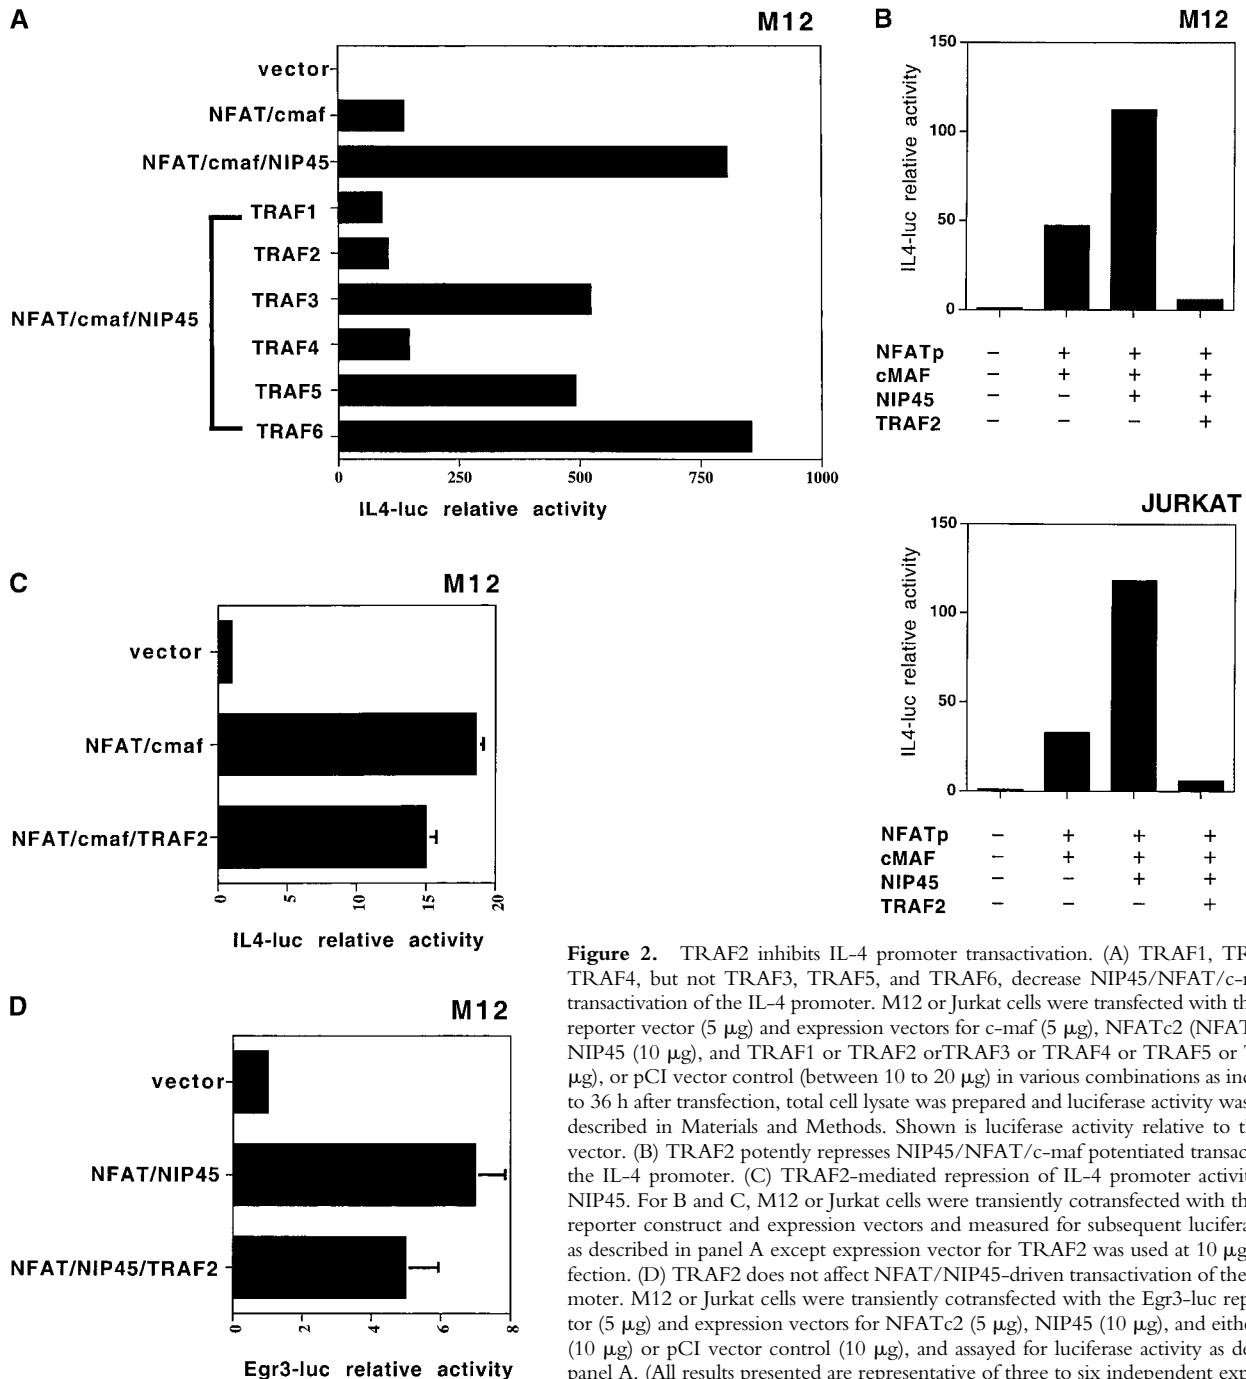 A
M12
vector
NFAT/cmaf
NFAT/cmaf/NIP45
TRAF1
TRAF2
TRAF3
TRAF4
TRAF5
TRAF6
NFAT/cmaf/NIP45
0 250 500 750 1000
IL4-luc relative activity
B
M12
IL4-luc relative activity
150
100
50
0
NFATp − + + +
cMAF − + + +
NIP45 − − + +
TRAF2 − − − +
JURKAT
IL4-luc relative activity
150
100
50
0
NFATp − + + +
cMAF − + + +
NIP45 − − + +
TRAF2 − − − +
C
M12
vector
NFAT/cmaf
NFAT/cmaf/TRAF2
0 5 10 15 20
IL4-luc relative activity
D
M12
vector
NFAT/NIP45
NFAT/NIP45/TRAF2
0 2 4 6 8
Egr3-luc relative activity
Figure 2. TRAF2 inhibits IL-4 promoter transactivation. (A) TRAF1, TR
TRAF4, but not TRAF3, TRAF5, and TRAF6, decrease NIP45/NFAT/c-
transactivation of the IL-4 promoter. M12 or Jurkat cells were transfected with th
reporter vector (5 μg) and expression vectors for c-maf (5 μg), NFATc2 (NFAT
NIP45 (10 μg), and TRAF1 or TRAF2 orTRAF3 or TRAF4 or TRAF5 or T
μg), or pCI vector control (between 10 to 20 μg) in various combinations as ind
to 36 h after transfection, total cell lysate was prepared and luciferase activity was
described in Materials and Methods. Shown is luciferase activity relative to th
vector. (B) TRAF2 potently represses NIP45/NFAT/c-maf potentiated transac
the IL-4 promoter. (C) TRAF2-mediated repression of IL-4 promoter activit
NIP45. For B and C, M12 or Jurkat cells were transiently cotransfected with th
reporter construct and expression vectors and measured for subsequent lucifera
as described in panel A except expression vector for TRAF2 was used at 10 μg
fection. (D) TRAF2 does not affect NFAT/NIP45-driven transactivation of the
moter. M12 or Jurkat cells were transiently cotransfected with the Egr3-luc rep
tor (5 μg) and expression vectors for NFATc2 (5 μg), NIP45 (10 μg), and eithe
(10 μg) or pCI vector control (10 μg), and assayed for luciferase activity as de
panel A. (All results presented are representative of three to six independent exp